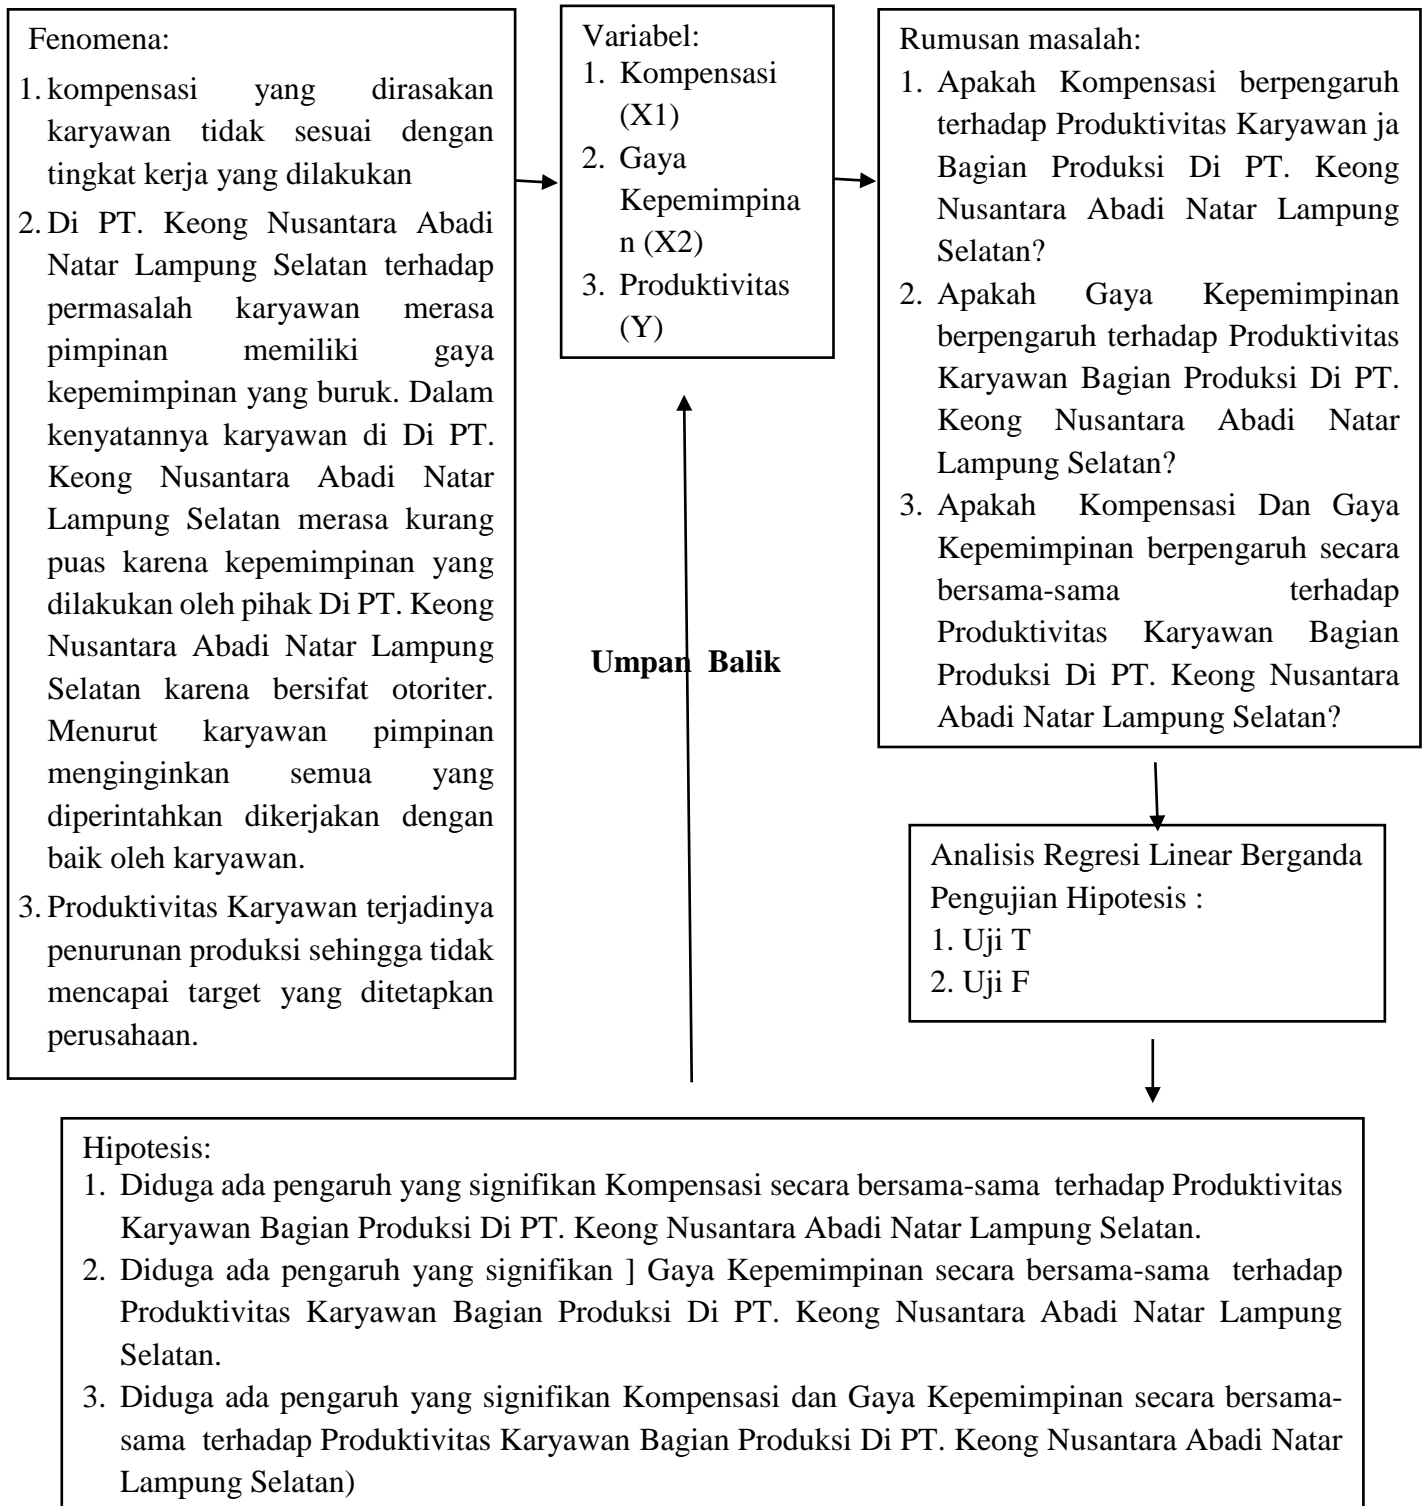 Fenomena:
1. kompensasi yang dirasakan
karyawan tidak sesuai dengan
tingkat kerja yang dilakukan
2. Di PT. Keong Nusantara Abadi
Natar Lampung Selatan terhadap
permasalah karyawan merasa
pimpinan memiliki gaya
kepemimpinan yang buruk. Dalam
kenyatannya karyawan di Di PT.
Keong Nusantara Abadi Natar
Lampung Selatan merasa kurang
puas karena kepemimpinan yang
dilakukan oleh pihak Di PT. Keong
Nusantara Abadi Natar Lampung
Selatan karena bersifat otoriter.
Menurut karyawan pimpinan
menginginkan semua yang
diperintahkan dikerjakan dengan
baik oleh karyawan.
3. Produktivitas Karyawan terjadinya
penurunan produksi sehingga tidak
mencapai target yang ditetapkan
perusahaan.
Variabel:
1. Kompensasi
(X1)
2. Gaya
Kepemimpina
n (X2)
3. Produktivitas
(Y)
Rumusan masalah:
1. Apakah Kompensasi berpengaruh
terhadap Produktivitas Karyawan ja
Bagian Produksi Di PT. Keong
Nusantara Abadi Natar Lampung
Selatan?
2. Apakah Gaya Kepemimpinan
berpengaruh terhadap Produktivitas
Karyawan Bagian Produksi Di PT.
Keong Nusantara Abadi Natar
Lampung Selatan?
3. Apakah Kompensasi Dan Gaya
Kepemimpinan berpengaruh secara
bersama-sama terhadap
Produktivitas Karyawan Bagian
Produksi Di PT. Keong Nusantara
Abadi Natar Lampung Selatan?
Umpan Balik
Analisis Regresi Linear Berganda
Pengujian Hipotesis :
1. Uji T
2. Uji F
Hipotesis:
1. Diduga ada pengaruh yang signifikan Kompensasi secara bersama-sama terhadap Produktivitas
Karyawan Bagian Produksi Di PT. Keong Nusantara Abadi Natar Lampung Selatan.
2. Diduga ada pengaruh yang signifikan ] Gaya Kepemimpinan secara bersama-sama terhadap
Produktivitas Karyawan Bagian Produksi Di PT. Keong Nusantara Abadi Natar Lampung
Selatan.
3. Diduga ada pengaruh yang signifikan Kompensasi dan Gaya Kepemimpinan secara bersama-
sama terhadap Produktivitas Karyawan Bagian Produksi Di PT. Keong Nusantara Abadi Natar
Lampung Selatan)